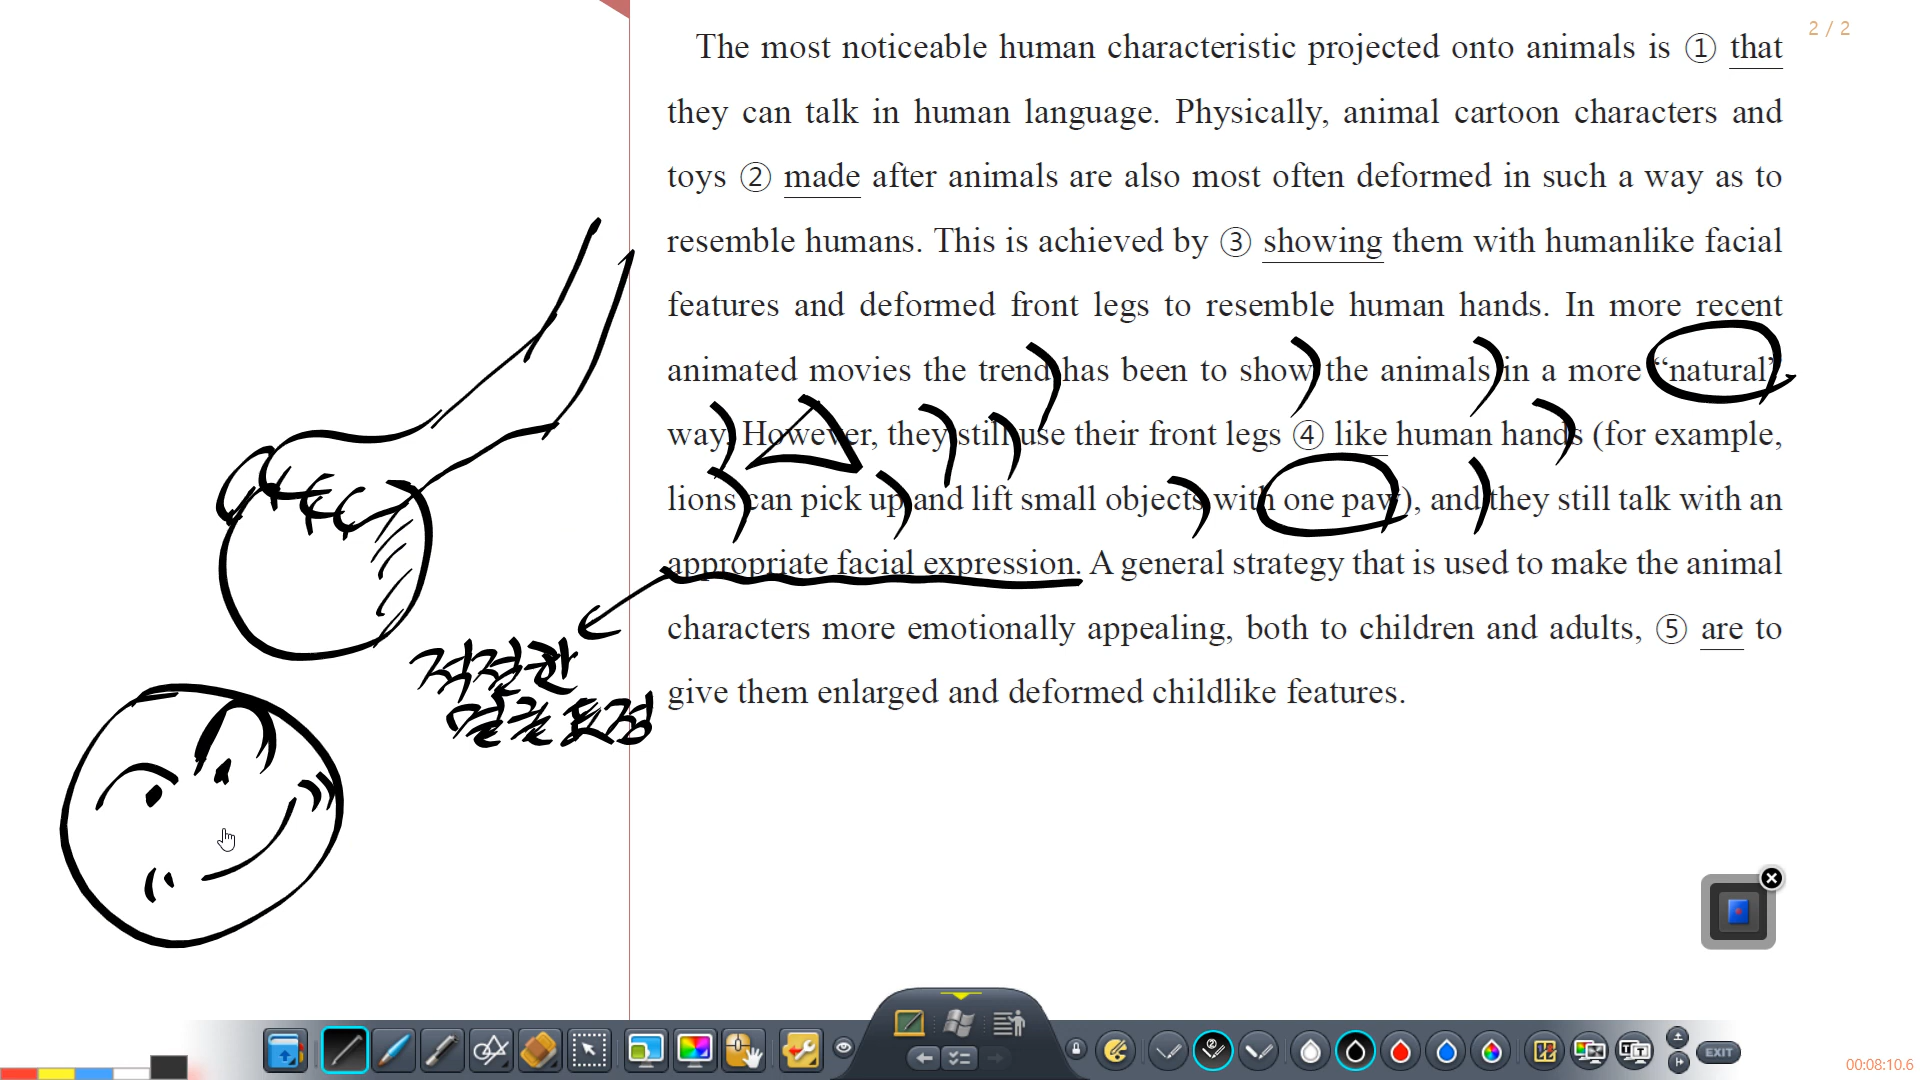 2 / 2
The most noticeable human characteristic projected onto animals is ① that
they can talk in human language. Physically, animal cartoon characters and
toys ② made after animals are also most often deformed in such a way as to
resemble humans. This is achieved by ③ showing them with humanlike facial
features and deformed front legs to resemble human hands. In more recent
animated movies the trend has been to show the animals in a more “natural”
way. However, they still use their front legs ④ like human hands (for example,
lions can pick up and lift small objects with one paw), and they still talk with an
appropriate facial expression. A general strategy that is used to make the animal
characters more emotionally appealing, both to children and adults, ⑤ are to
give them enlarged and deformed childlike features.
적절한
얼굴 표정
EXIT
00:08:10.6